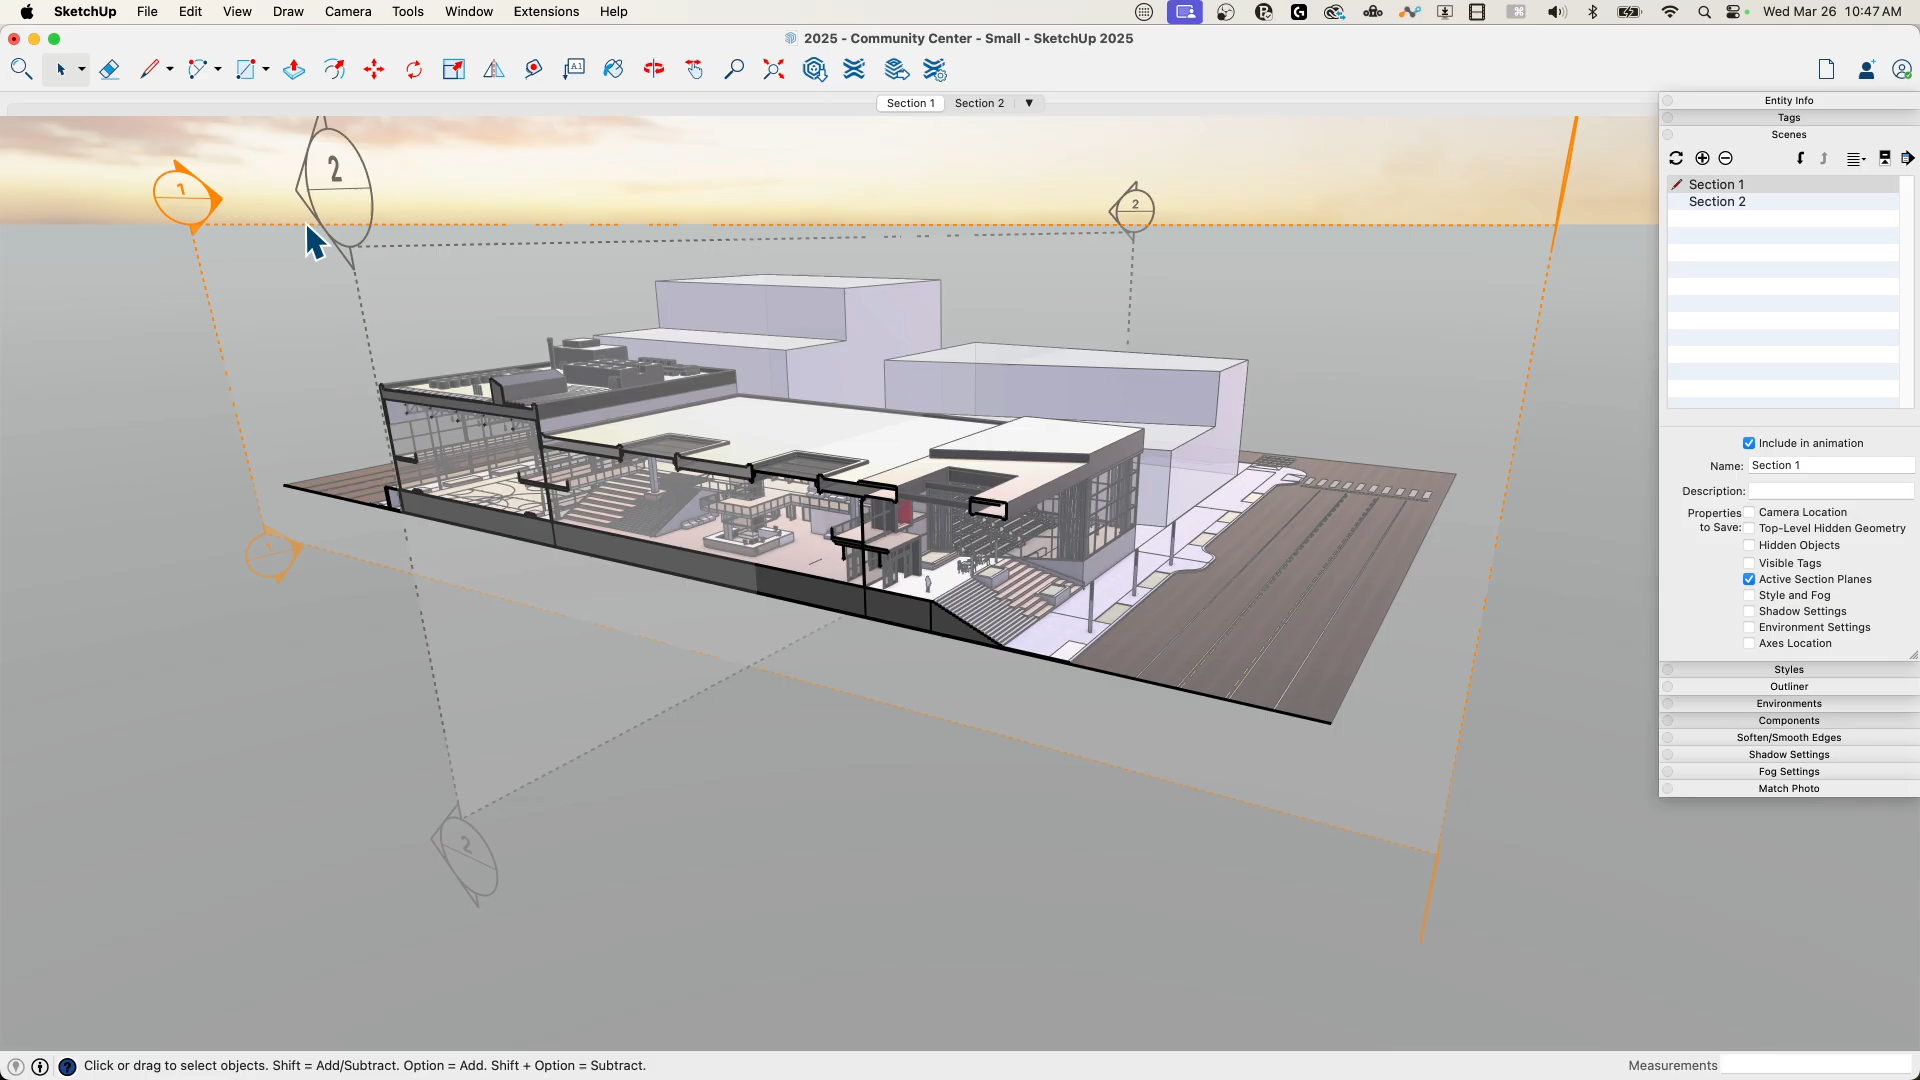 SketchUp File Edit View Draw Camera Tools Window Extensions Help Wed Mar 26 10:47 AM
2025 - Community Center - Small - SketchUp 2025
A1
Section 1 Section 2
Entity Info
Tags
Scenes
Section 1
Section 2
Include in animation
Name: Section 1
Description:
Properties to Save:
Camera Location
Top-Level Hidden Geometry
Hidden Objects
Visible Tags
Active Section Planes
Style and Fog
Shadow Settings
Environment Settings
Axes Location
Styles
Outliner
Environments
Components
Soften/Smooth Edges
Shadow Settings
Fog Settings
Match Photo
1
2
2
1
2
Click or drag to select objects. Shift = Add/Subtract. Option = Add. Shift + Option = Subtract.
Measurements